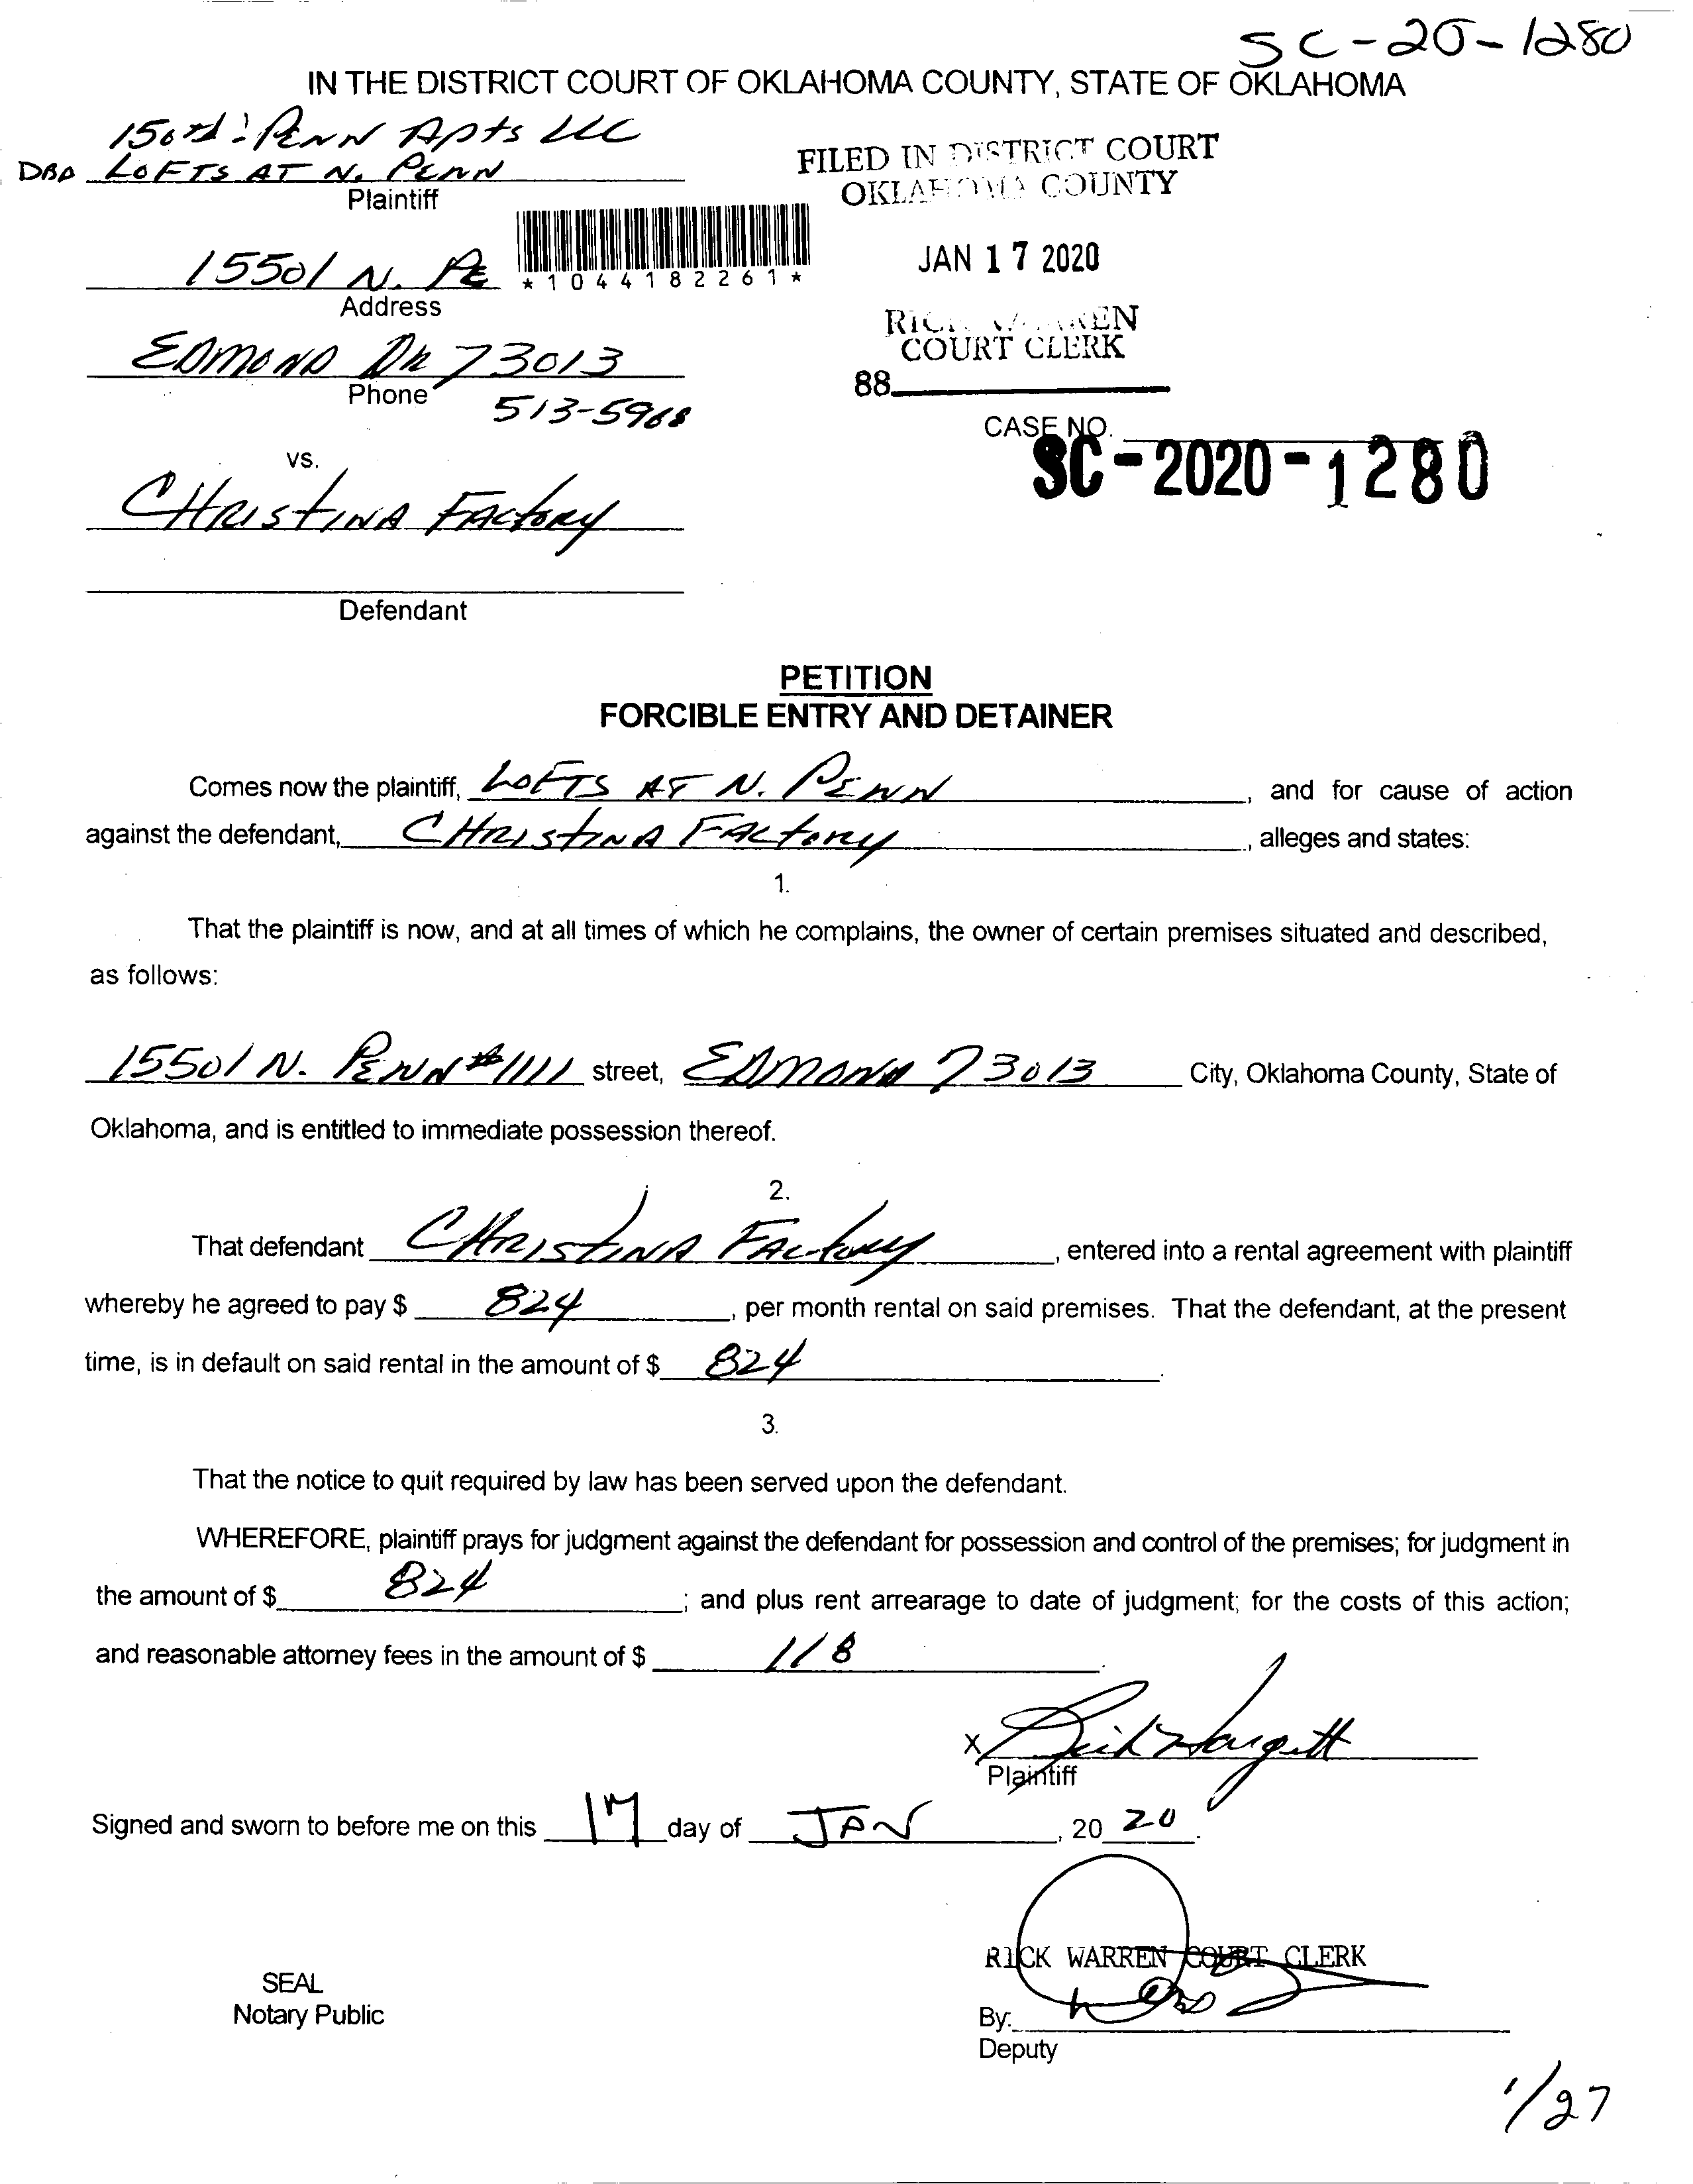 SC-20-1280
IN THE DISTRICT COURT OF OKLAHOMA COUNTY, STATE OF OKLAHOMA
PENN Apts LLC
DBA LOFTS AT N. PENN
Plaintiff
FILED IN DISTRICT COURT
OKLAHOMA COUNTY
15501 N. PE
*1044182261*
JAN 17 2020
Address
RICK WARREN
COURT CLERK
EDMOND OK 73013
Phone
513-5968
88
CASE NO.
SC-2020-1280
vs.
CHRISTINA FACTORY
Defendant
PETITION
FORCIBLE ENTRY AND DETAINER
Comes now the plaintiff, LOFTS AT N. PENN, and for cause of action
against the defendant, CHRISTINA FACTORY, alleges and states:
1.
That the plaintiff is now, and at all times of which he complains, the owner of certain premises situated and described,
as follows:
15501 N. PENN #1111 street, EDMOND 73013 City, Oklahoma County, State of
Oklahoma, and is entitled to immediate possession thereof.
2.
That defendant CHRISTINA FACTORY, entered into a rental agreement with plaintiff
whereby he agreed to pay $ 824, per month rental on said premises. That the defendant, at the present
time, is in default on said rental in the amount of $ 824.
3.
That the notice to quit required by law has been served upon the defendant.
WHEREFORE, plaintiff prays for judgment against the defendant for possession and control of the premises; for judgment in
the amount of $ 824; and plus rent arrearage to date of judgment; for the costs of this action;
and reasonable attorney fees in the amount of $ 118.
X
Plaintiff
Signed and sworn to before me on this 17 day of JAN, 20 20.
RICK WARREN COURT CLERK
SEAL
Notary Public
By:
Deputy
1/27